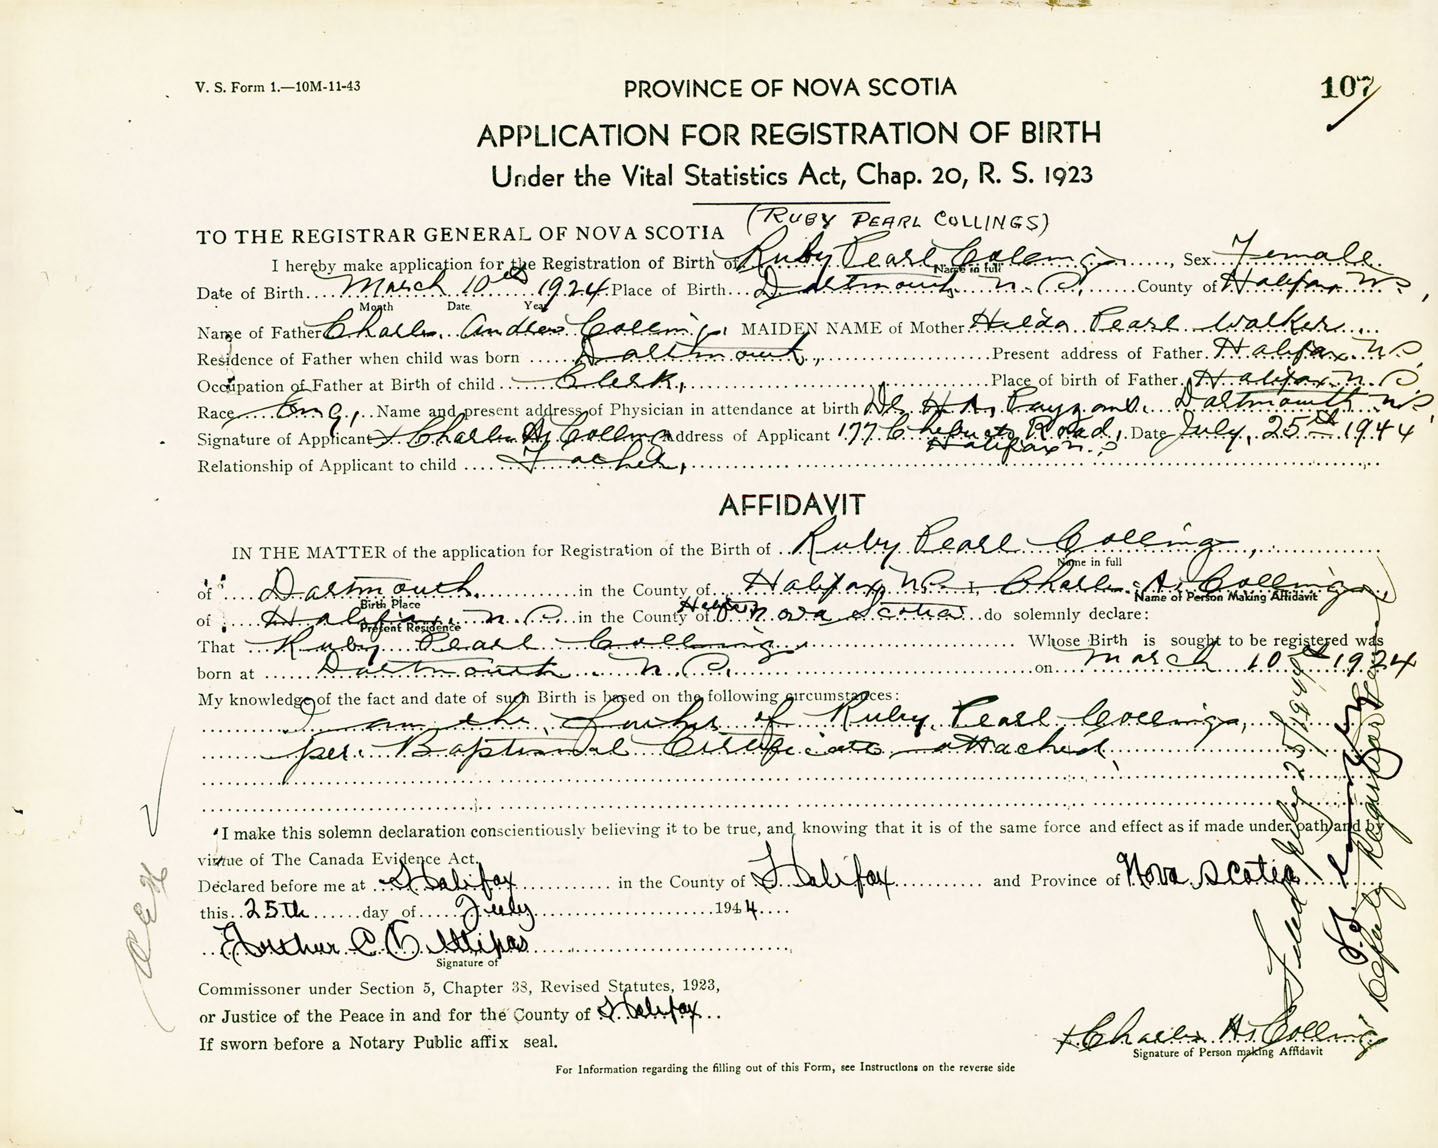 V. S. Form 1.—10M-11-43
PROVINCE OF NOVA SCOTIA
107
APPLICATION FOR REGISTRATION OF BIRTH
Under the Vital Statistics Act, Chap. 20, R. S. 1923
(RUBY PEARL COLLINGS)
TO THE REGISTRAR GENERAL OF NOVA SCOTIA
I hereby make application for the Registration of Birth of Ruby Pearl Collings, Sex Female
Name in full
Date of Birth March 10th 1924 Place of Birth Dartmouth N.S. County of Halifax N.S.
Month Date Year
Name of Father Charles Andrew Collings, MAIDEN NAME of Mother Hilda Pearl Walker
Residence of Father when child was born Dartmouth, Present address of Father Halifax N.S.
Occupation of Father at Birth of child Clerk, Place of birth of Father Halifax N.S.
Race Eng, Name and present address of Physician in attendance at birth Dr. H. A. Payzant Dartmouth N.S.
Signature of Applicant x Charles A. Collings Address of Applicant 177 Chebucto Road, Date July, 25th 1944
Halifax N.S.
Relationship of Applicant to child Father,
AFFIDAVIT
IN THE MATTER of the application for Registration of the Birth of Ruby Pearl Collings,
Name in full
of Dartmouth in the County of Halifax N.S. I, Charles A. Collings
Birth Place Name of Person Making Affidavit
of Halifax N.S. in the County of Halifax Nova Scotia do solemnly declare:
Present Residence
That Ruby Pearl Collings Whose Birth is sought to be registered was
born at Dartmouth N.S. on March 10th 1924
My knowledge of the fact and date of such Birth is based on the following circumstances:
I am the father of Ruby Pearl Collings,
per. Baptismal Certificate attached,
I make this solemn declaration conscientiously believing it to be true, and knowing that it is of the same force and effect as if made under oath and by
virtue of The Canada Evidence Act.
Declared before me at Halifax in the County of Halifax and Province of Nova Scotia
this 25th day of July 1944
Arthur C.
Signature of
Commissioner under Section 5, Chapter 38, Revised Statutes, 1923,
or Justice of the Peace in and for the County of Halifax
If sworn before a Notary Public affix seal.
x Charles A. Collings
Signature of Person making Affidavit
For Information regarding the filling out of this Form, see Instructions on the reverse side
Filed July 25/1944
Deputy Registrar General